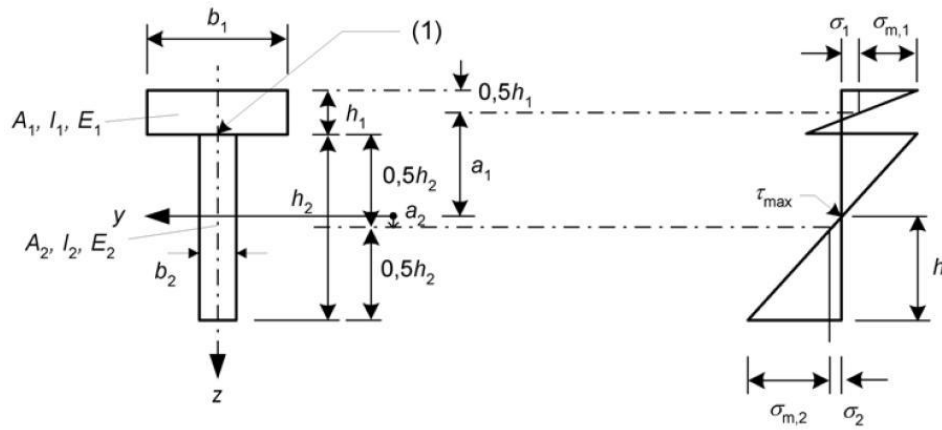 b₁
(1)
σ₁
σₘ,₁
A₁, I₁, E₁
h₁
0,5h₁
a₁
h₂
0,5h₂
τₘₐₓ
y
a₂
A₂, I₂, E₂
b₂
0,5h₂
h
z
σₘ,₂
σ₂